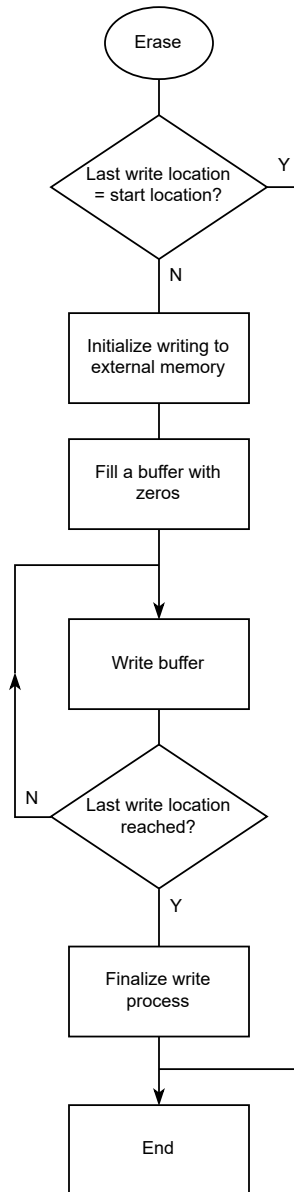 Erase
Last write location
= start location?
Y
N
Initialize writing to
external memory
Fill a buffer with
zeros
Write buffer
N
Last write location
reached?
Y
Finalize write
process
End